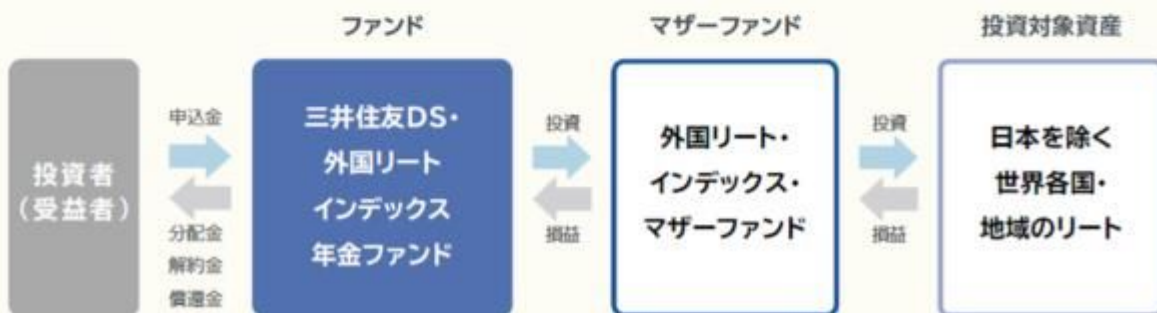 ファンド
マザーファンド
投資対象資産
投資者
（受益者）
申込金
分配金
解約金
償還金
三井住友DS・
外国リート
インデックス
年金ファンド
投資
損益
外国リート・
インデックス・
マザーファンド
投資
損益
日本を除く
世界各国・
地域のリート